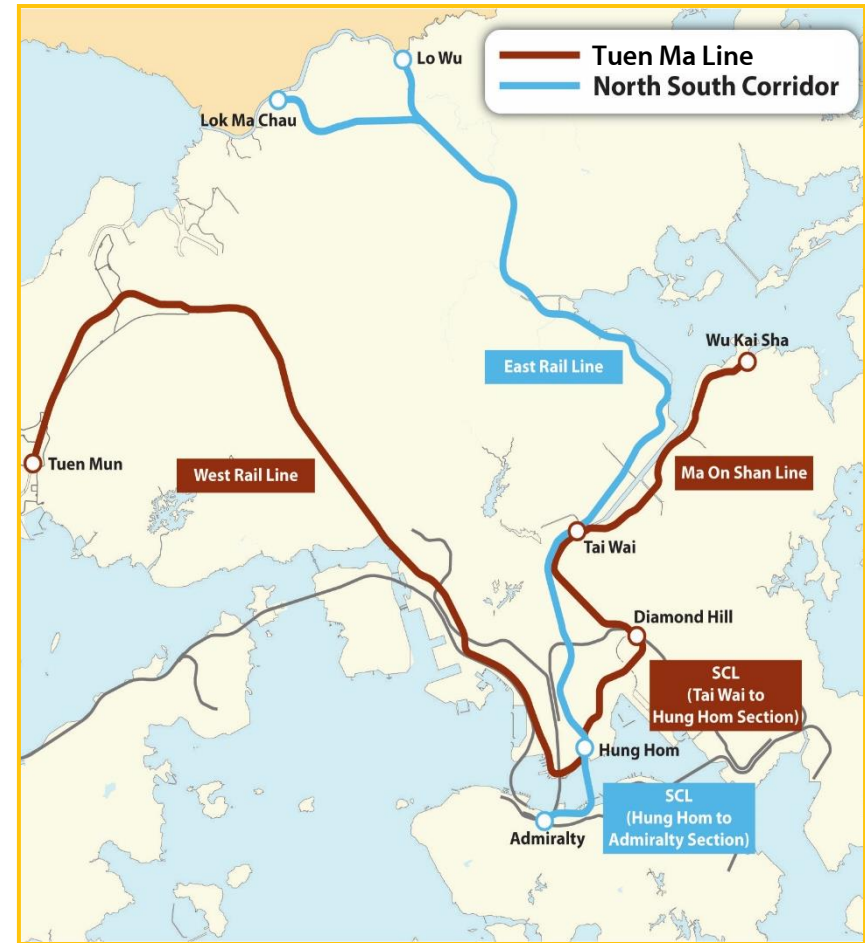 Tuen Ma Line
North South Corridor
Lo Wu
Lok Ma Chau
Wu Kai Sha
East Rail Line
Tuen Mun
West Rail Line
Ma On Shan Line
Tai Wai
Diamond Hill
SCL
(Tai Wai to
Hung Hom Section)
Hung Hom
SCL
(Hung Hom to
Admiralty Section)
Admiralty